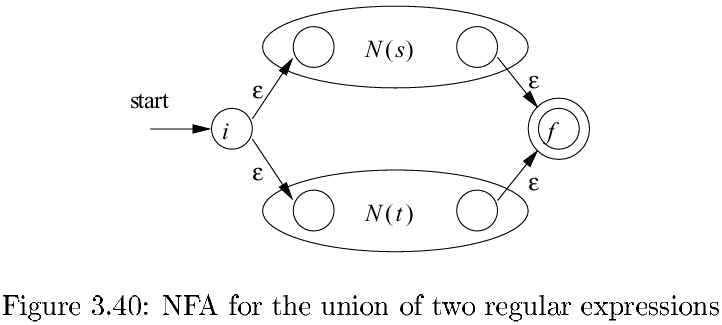 N(s)
ε ε
start
i f
ε ε
N(t)
Figure 3.40: NFA for the union of two regular expressions